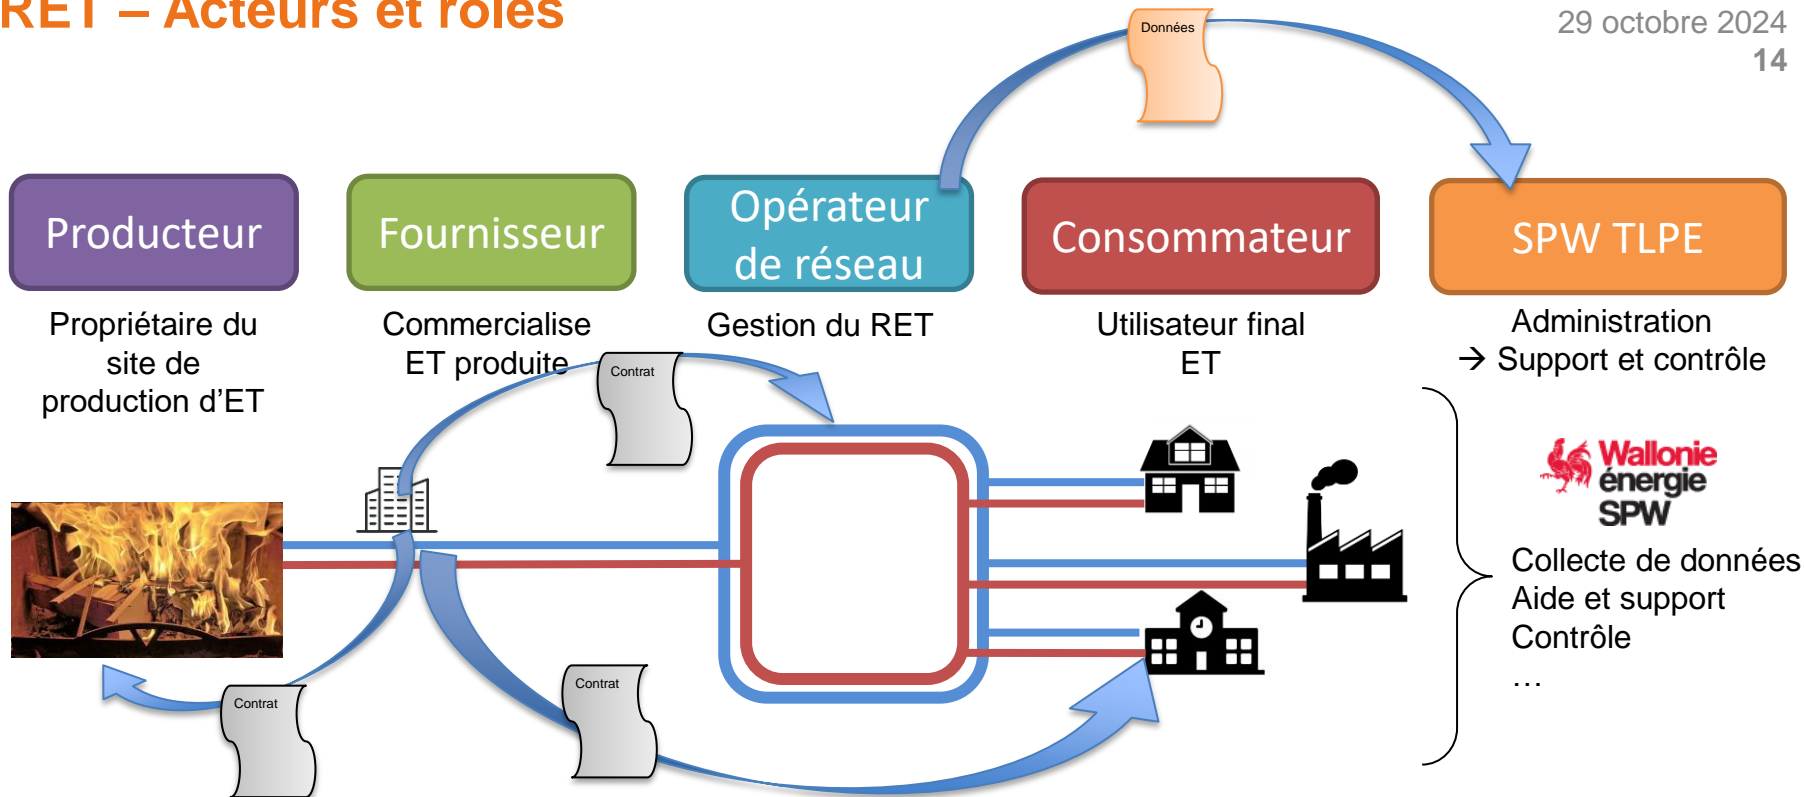 RET – Acteurs et rôles
29 octobre 2024
14
Données
Producteur
Fournisseur
Opérateur
de réseau
Consommateur
SPW TLPE
Propriétaire du
site de
production d'ET
Commercialise
ET produite
Gestion du RET
Utilisateur final
ET
Administration
→ Support et contrôle
Contrat
Wallonie
énergie
SPW
Collecte de données
Aide et support
Contrôle
…
Contrat
Contrat